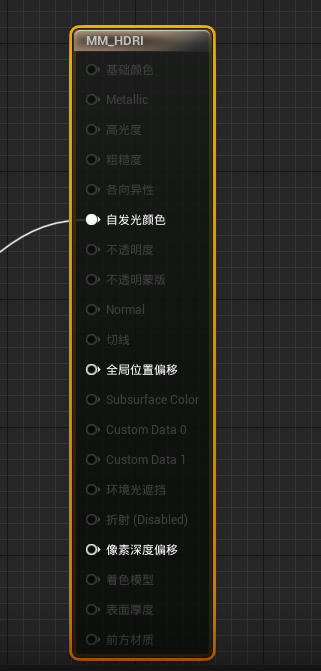 MM_HDRI
基础颜色
Metallic
高光度
粗糙度
各向异性
自发光颜色
不透明度
不透明蒙版
Normal
切线
全局位置偏移
Subsurface Color
Custom Data 0
Custom Data 1
环境光遮挡
折射 (Disabled)
像素深度偏移
着色模型
表面厚度
前方材质